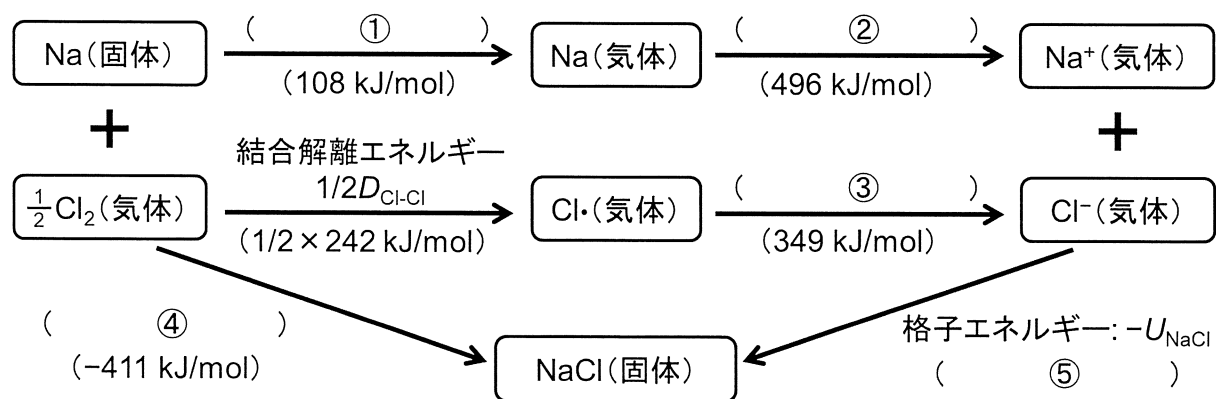 ( ① )
( ② )
Na(固体)
Na(気体)
Na⁺(気体)
(108 kJ/mol)
(496 kJ/mol)
+
+
結合解離エネルギー
1/2D_Cl-Cl
( ③ )
½Cl₂(気体)
Cl•(気体)
Cl⁻(気体)
(1/2×242 kJ/mol)
(349 kJ/mol)
( ④ )
(−411 kJ/mol)
格子エネルギー:−U_NaCl
( ⑤ )
NaCl(固体)